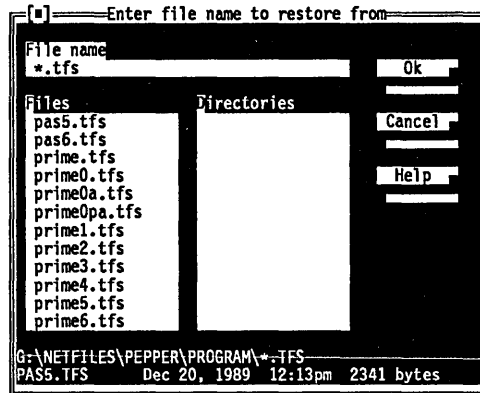 [■] Enter file name to restore from
File name
*.tfs
Ok
Files
Directories
Cancel
Help
pas5.tfs
pas6.tfs
prime.tfs
prime0.tfs
prime0a.tfs
prime0pa.tfs
prime1.tfs
prime2.tfs
prime3.tfs
prime4.tfs
prime5.tfs
prime6.tfs
G:\NETFILES\PEPPER\PROGRAM\*.TFS
PAS5.TFS Dec 20, 1989 12:13pm 2341 bytes